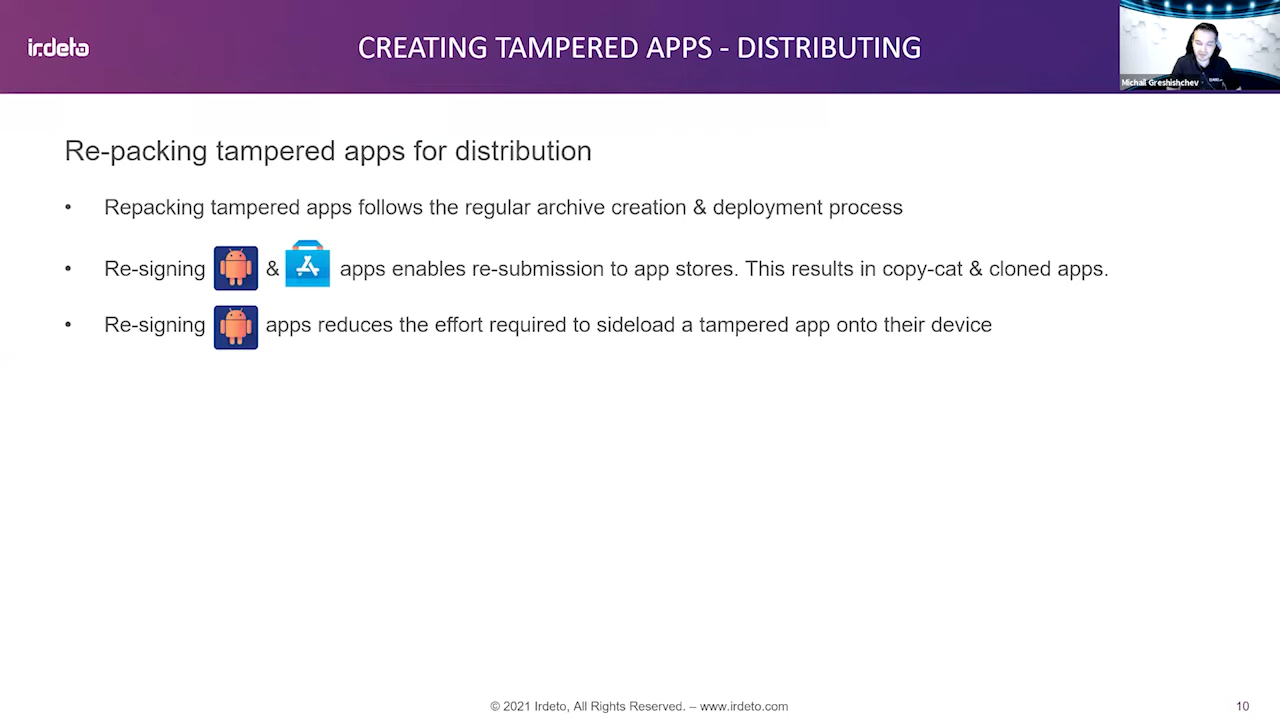 irdeto
CREATING TAMPERED APPS - DISTRIBUTING
Michail Greshishchev
Re-packing tampered apps for distribution
• Repacking tampered apps follows the regular archive creation & deployment process
• Re-signing & apps enables re-submission to app stores. This results in copy-cat & cloned apps.
• Re-signing apps reduces the effort required to sideload a tampered app onto their device
© 2021 Irdeto, All Rights Reserved. – www.irdeto.com
10